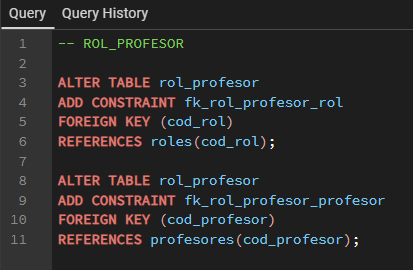 Query Query History
1 -- ROL_PROFESOR
2
3 ALTER TABLE rol_profesor
4 ADD CONSTRAINT fk_rol_profesor_rol
5 FOREIGN KEY (cod_rol)
6 REFERENCES roles(cod_rol);
7
8 ALTER TABLE rol_profesor
9 ADD CONSTRAINT fk_rol_profesor_profesor
10 FOREIGN KEY (cod_profesor)
11 REFERENCES profesores(cod_profesor);